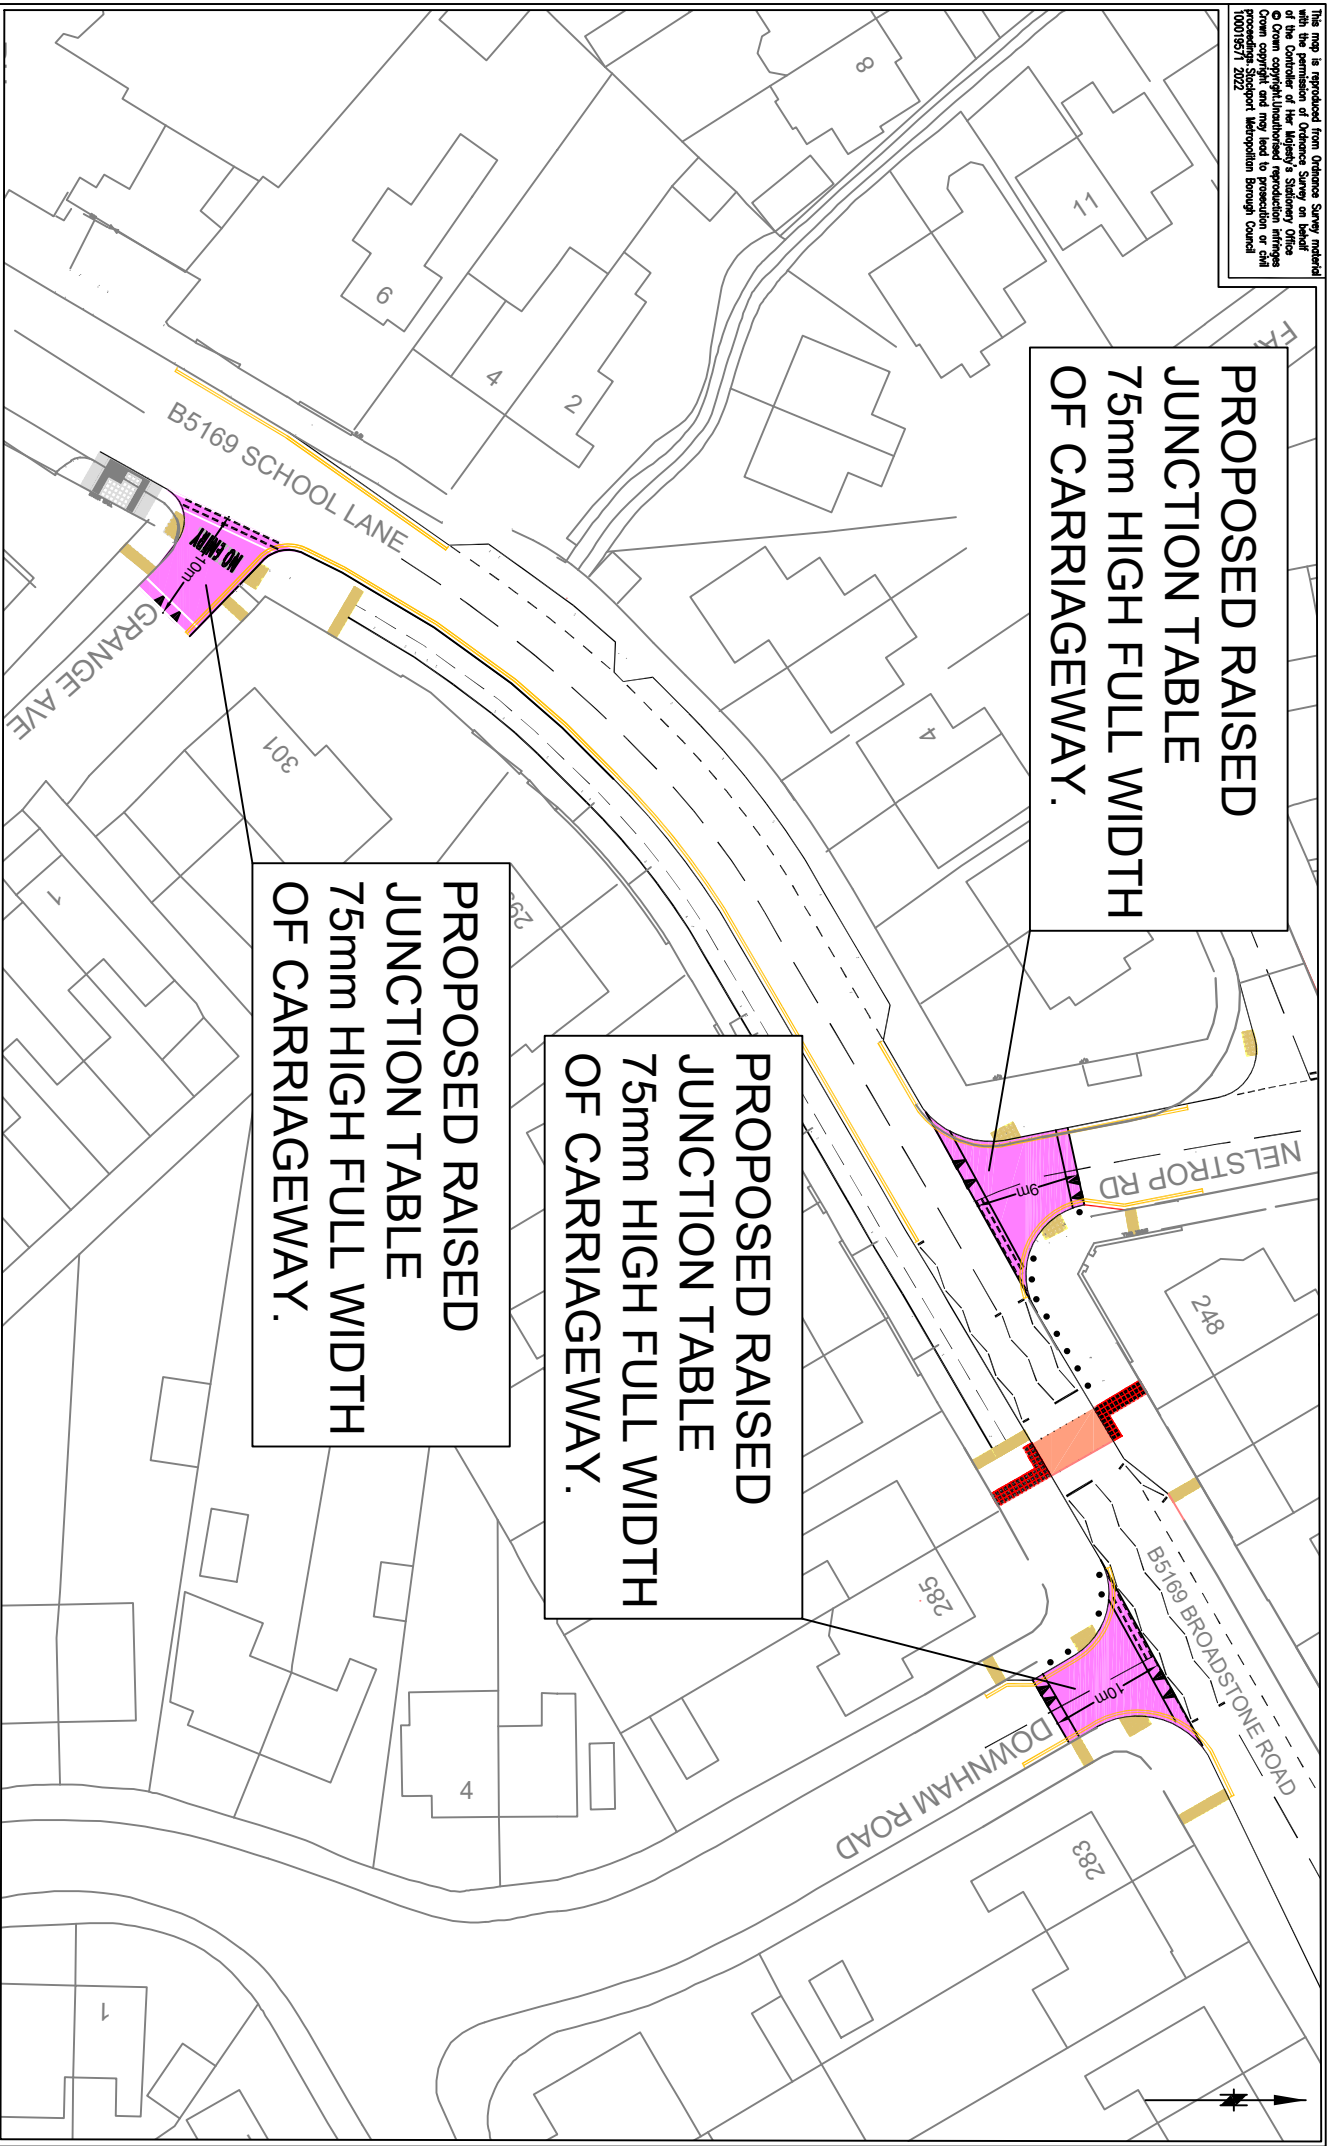 This map is reproduced from Ordnance Survey material
with the permission of Ordnance Survey on behalf
of the Controller of Her Majesty's Stationery Office
© Crown copyright.Unauthorised reproduction infringes
Crown copyright and may lead to prosecution or civil
proceedings.Stockport Metropolitan Borough Council
100019571 2022
PROPOSED RAISED
JUNCTION TABLE
75mm HIGH FULL WIDTH
OF CARRIAGEWAY.
PROPOSED RAISED
JUNCTION TABLE
75mm HIGH FULL WIDTH
OF CARRIAGEWAY.
PROPOSED RAISED
JUNCTION TABLE
75mm HIGH FULL WIDTH
OF CARRIAGEWAY.
B5169 SCHOOL LANE
GRANGE AVE
NO ENTRY
10m
NELSTROP RD
9m
B5169 BROADSTONE ROAD
DOWNHAM ROAD
10m
8
11
6
4
2
4
301
1
248
285
283
4
1